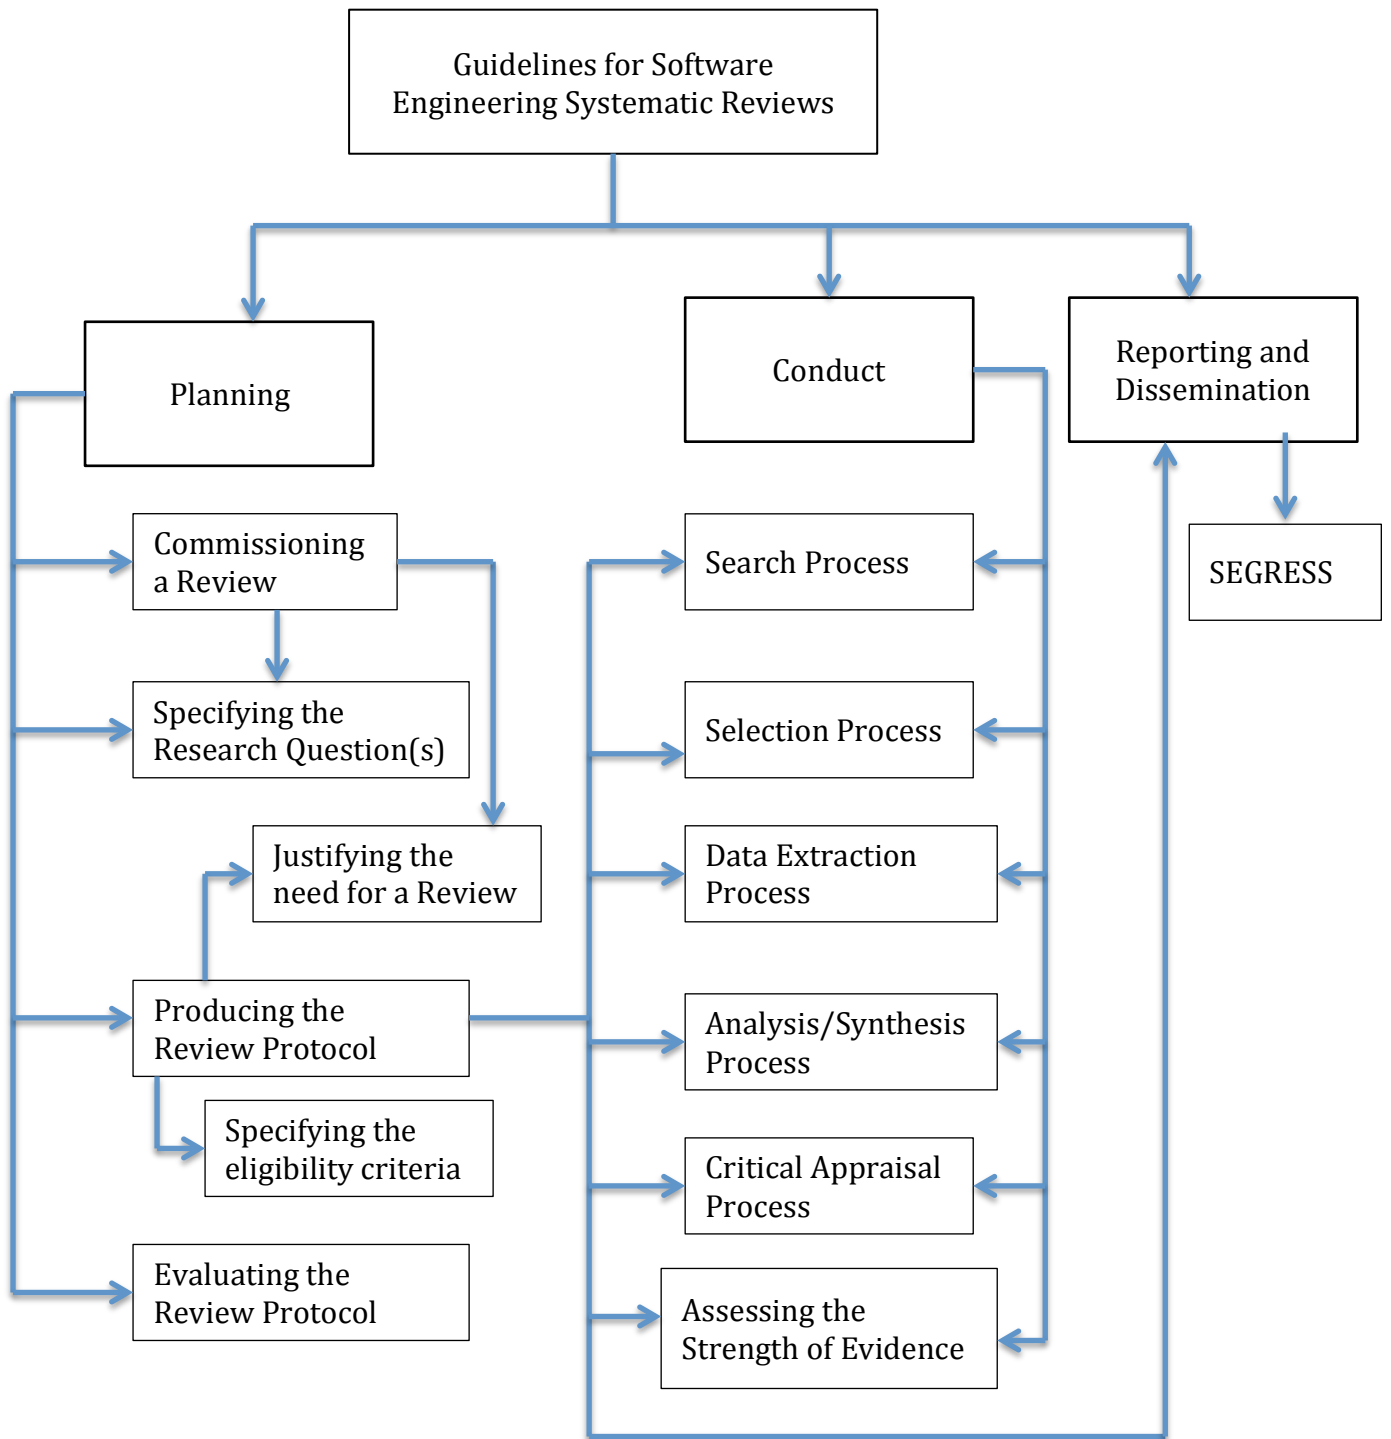 Guidelines for Software
Engineering Systematic Reviews
Planning
Conduct
Reporting and
Dissemination
Commissioning
a Review
Search Process
SEGRESS
Specifying the
Research Question(s)
Selection Process
Justifying the
need for a Review
Data Extraction
Process
Producing the
Review Protocol
Analysis/Synthesis
Process
Specifying the
eligibility criteria
Critical Appraisal
Process
Evaluating the
Review Protocol
Assessing the
Strength of Evidence